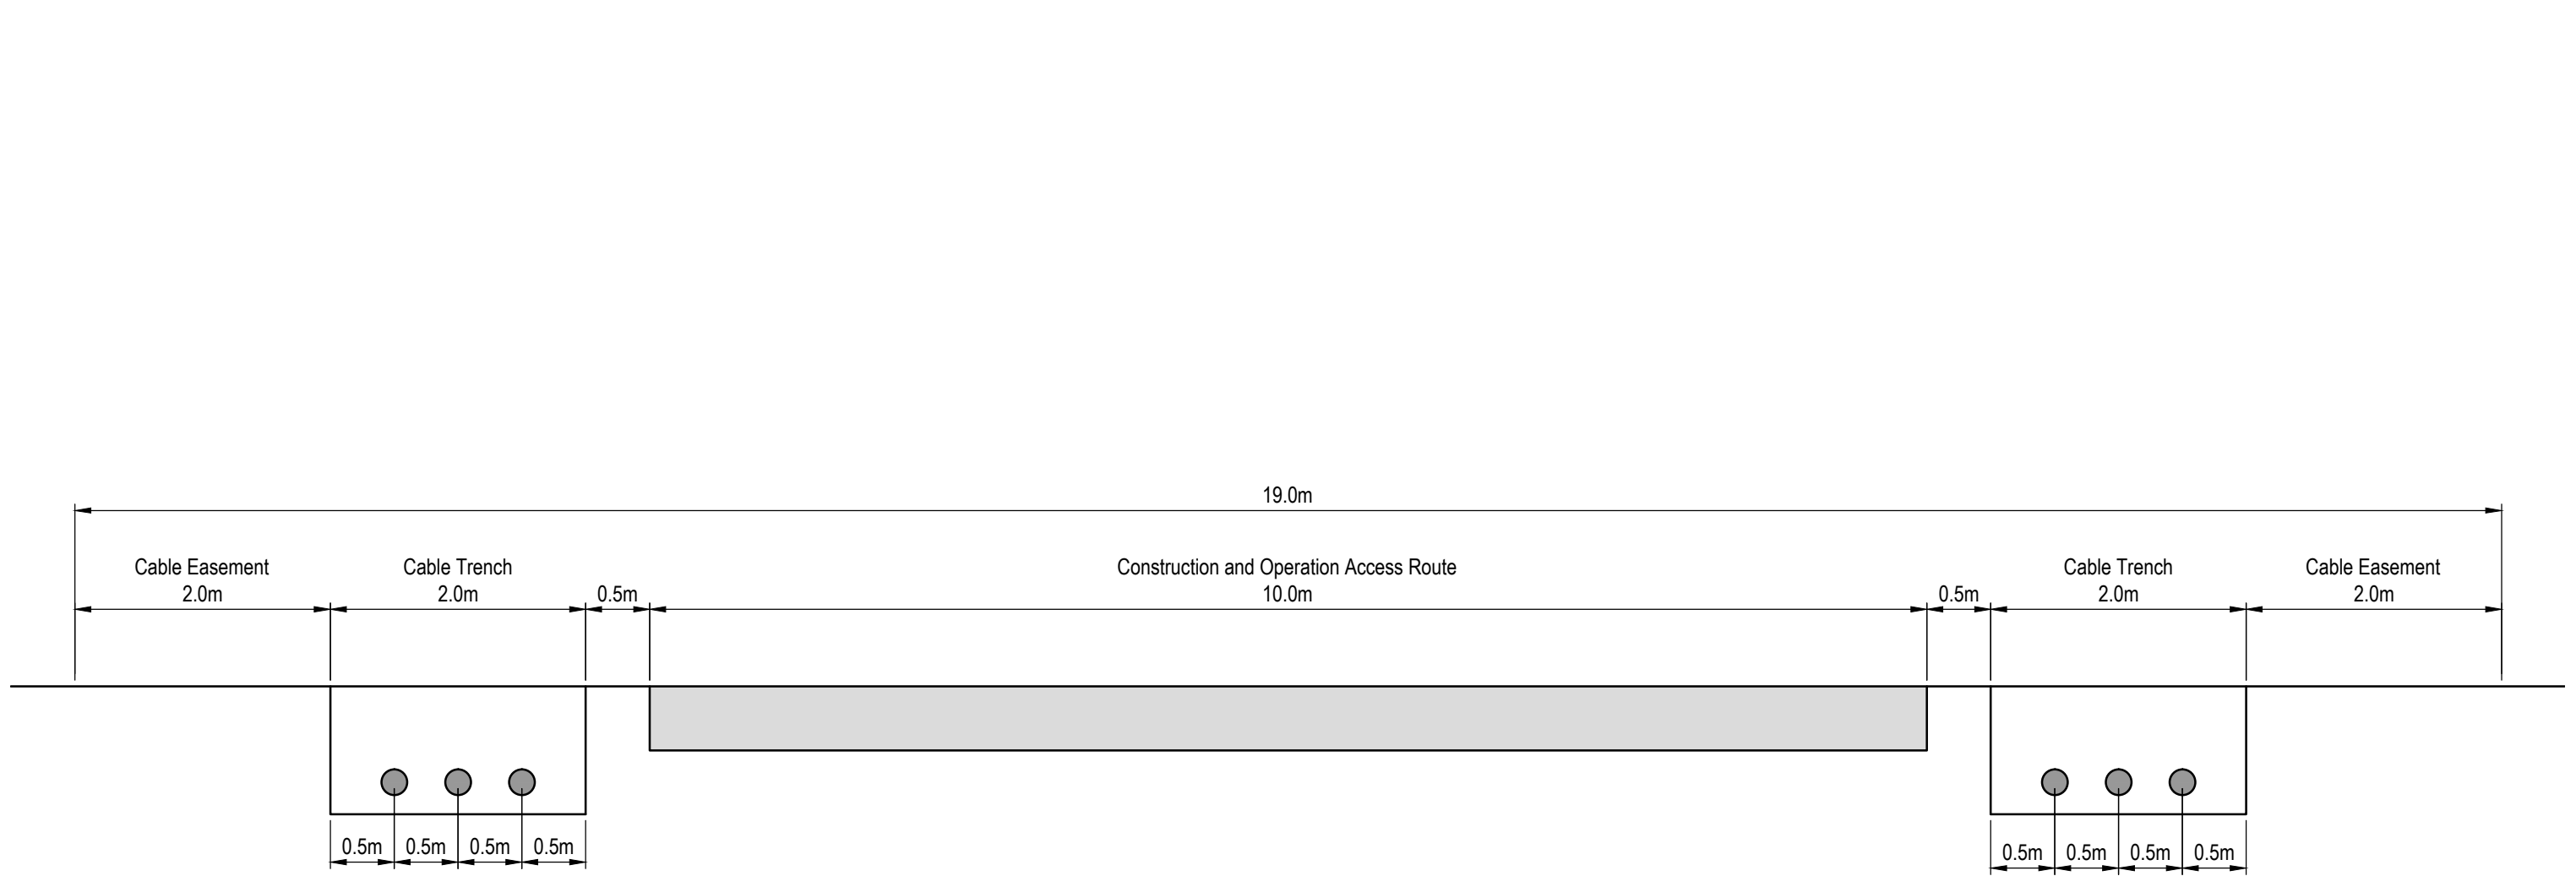 19.0m
Cable Easement
2.0m
Cable Trench
2.0m
0.5m
Construction and Operation Access Route
10.0m
0.5m
Cable Trench
2.0m
Cable Easement
2.0m
0.5m 0.5m 0.5m 0.5m
0.5m 0.5m 0.5m 0.5m